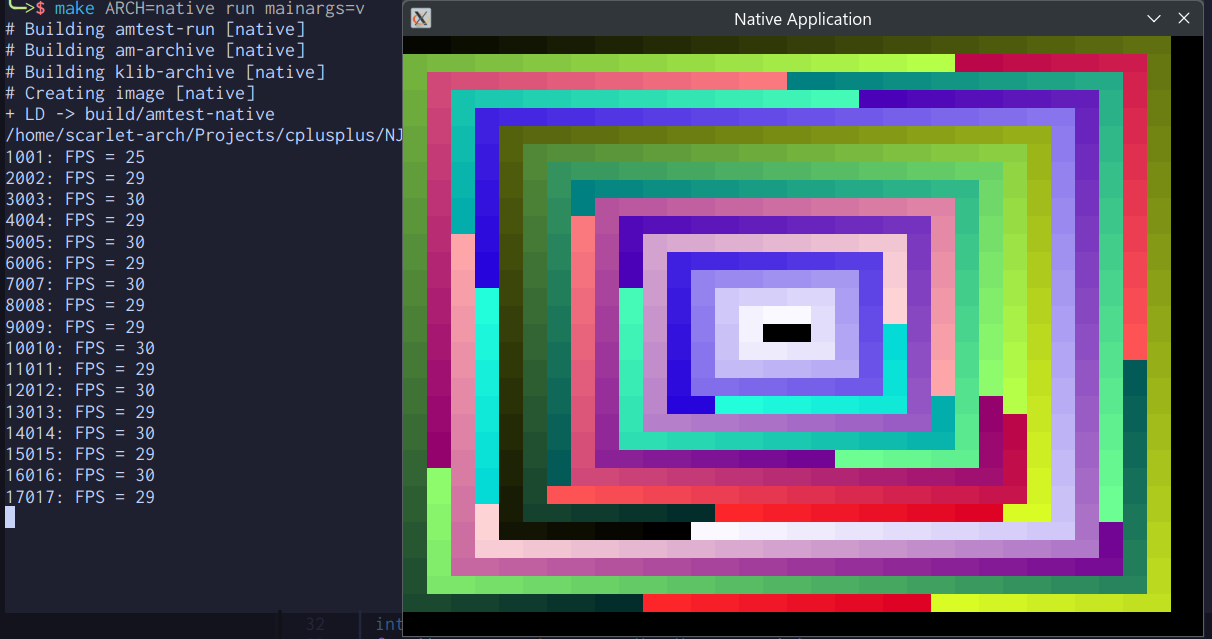 $ make ARCH=native run mainargs=v
Native Application
# Building amtest-run [native]
# Building am-archive [native]
# Building klib-archive [native]
# Creating image [native]
+ LD -> build/amtest-native
/home/scarlet-arch/Projects/cplusplus/NJ
1001: FPS = 25
2002: FPS = 29
3003: FPS = 30
4004: FPS = 29
5005: FPS = 30
6006: FPS = 29
7007: FPS = 30
8008: FPS = 29
9009: FPS = 29
10010: FPS = 30
11011: FPS = 29
12012: FPS = 30
13013: FPS = 29
14014: FPS = 30
15015: FPS = 29
16016: FPS = 30
17017: FPS = 29
32 int